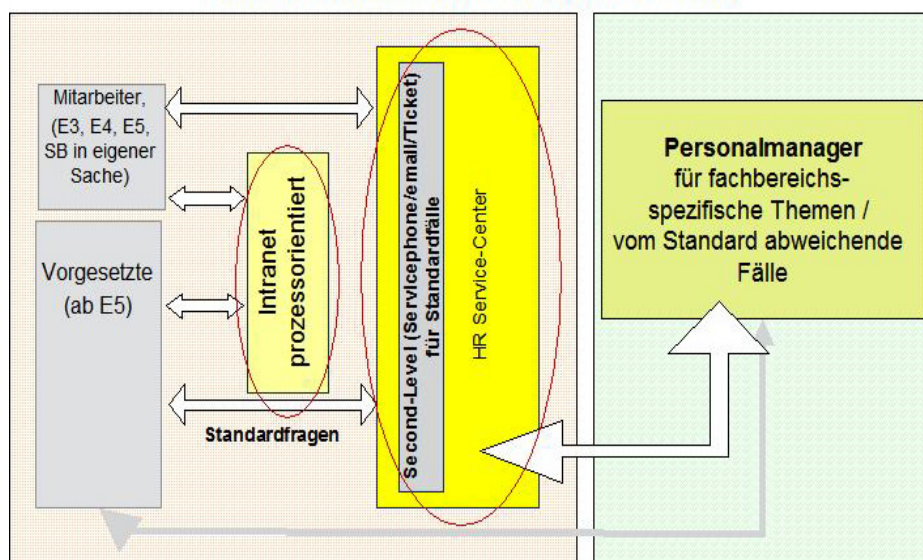 Mitarbeiter,
(E3, E4, E5,
SB in eigener
Sache)
Vorgesetzte
(ab E5)
Intranet
prozessorientiert
Standardfragen
Second-Level (Servicephone/email/Ticket)
für Standardfälle
HR Service-Center
Personalmanager
für fachbereichs-
spezifische Themen /
vom Standard abweichende
Fälle